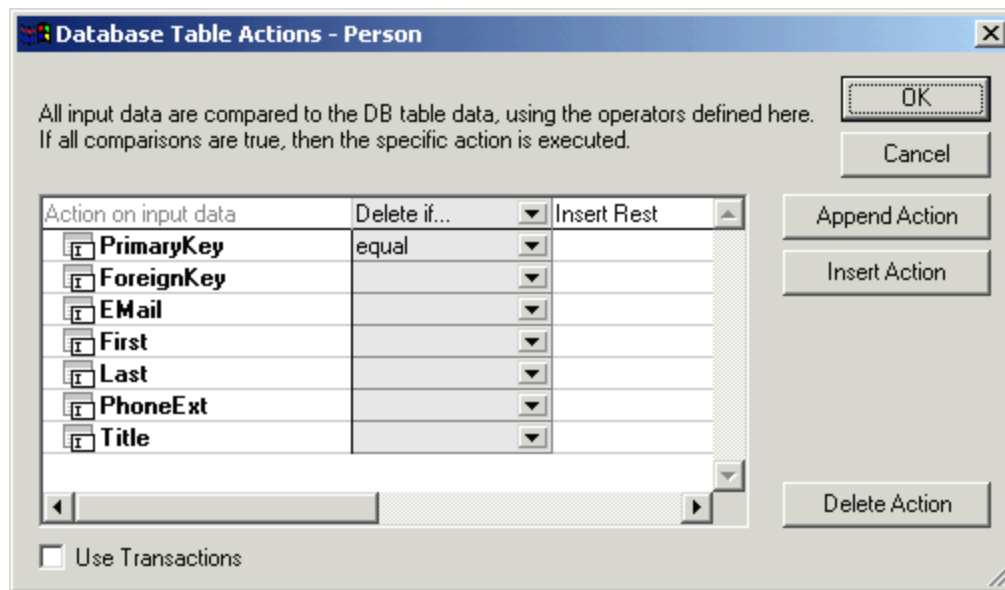 Database Table Actions - Person
All input data are compared to the DB table data, using the operators defined here.
If all comparisons are true, then the specific action is executed.
OK
Cancel
Action on input data Delete if... Insert Rest
PrimaryKey equal
ForeignKey
EMail
First
Last
PhoneExt
Title
Append Action
Insert Action
Delete Action
Use Transactions